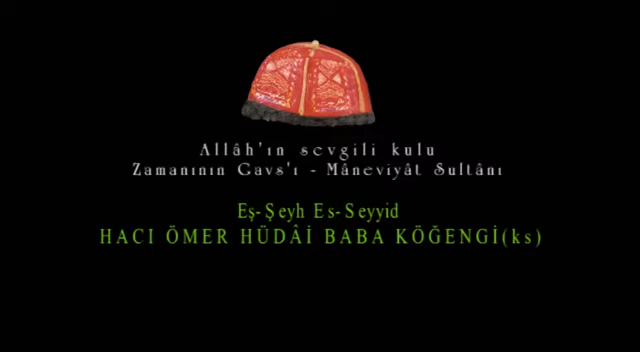 Allâh'ın sevgili kulu
Zamanının Gavs'ı - Mâneviyât Sultânı
Eş-Şeyh Es-Seyyid
HACI ÖMER HÜDÂİ BABA KÖĞENGİ(ks)